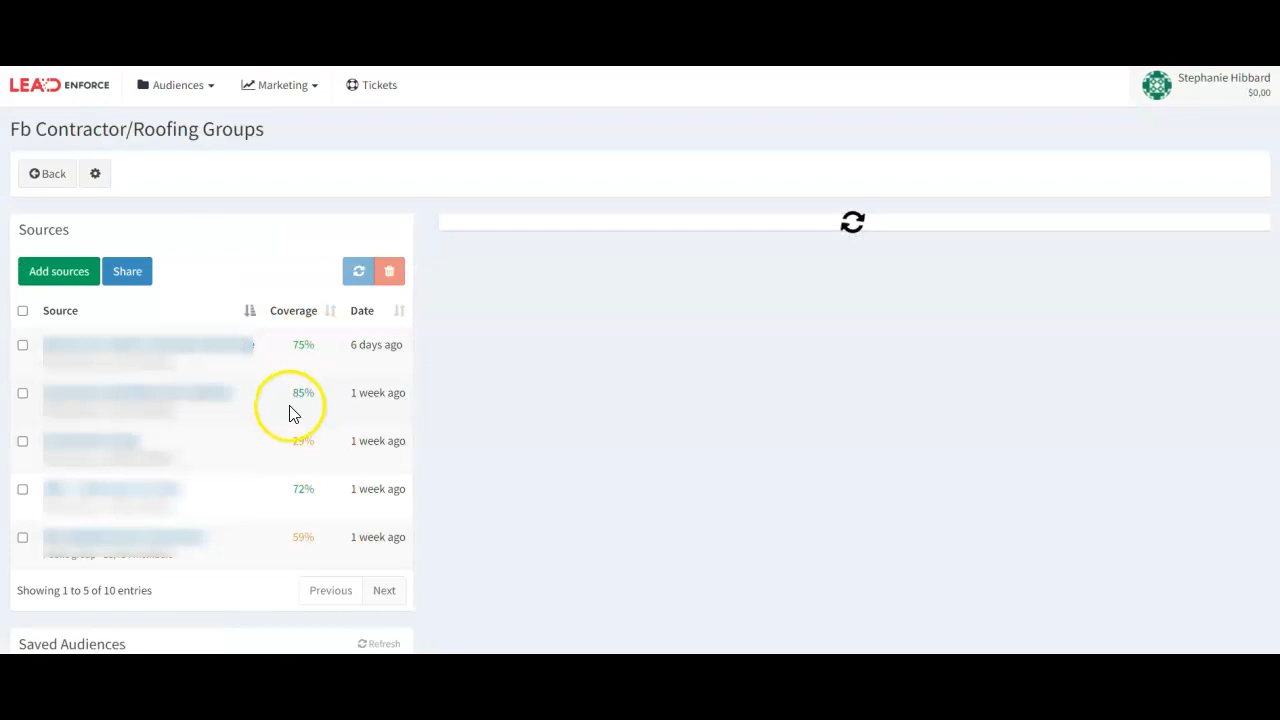 LEAD ENFORCE
Audiences
Marketing
Tickets
Stephanie Hibbard
$0,00
Fb Contractor/Roofing Groups
Back
Sources
Add sources
Share
Source
Coverage
Date
75%
6 days ago
85%
1 week ago
29%
1 week ago
72%
1 week ago
59%
1 week ago
Showing 1 to 5 of 10 entries
Previous
Next
Saved Audiences
Refresh